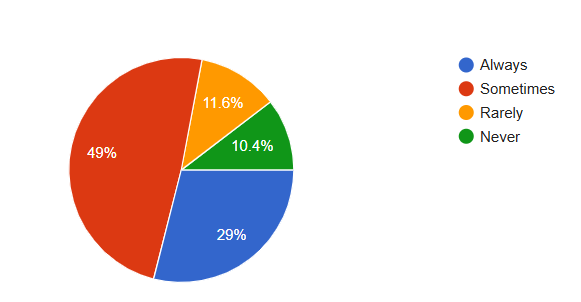 Always
Sometimes
Rarely
Never
11.6%
49%
10.4%
29%